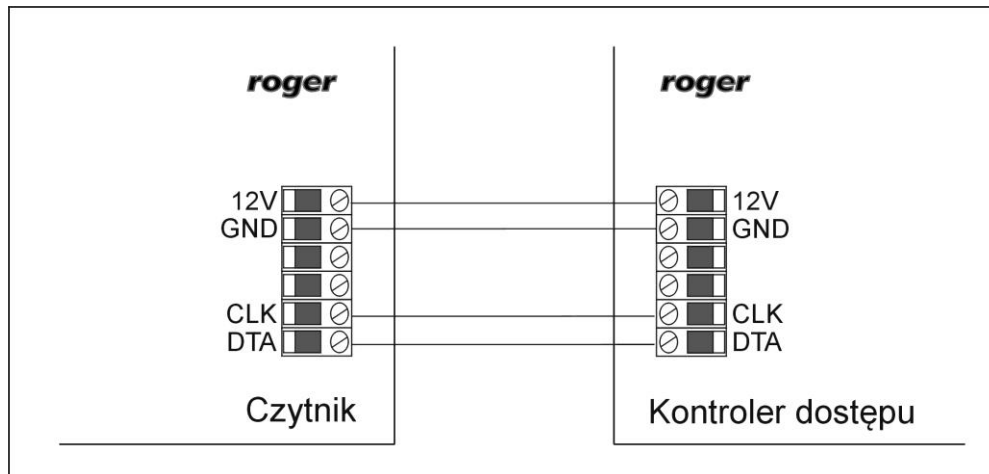 roger
roger
12V
12V
GND
GND
CLK
CLK
DTA
DTA
Czytnik
Kontroler dostępu